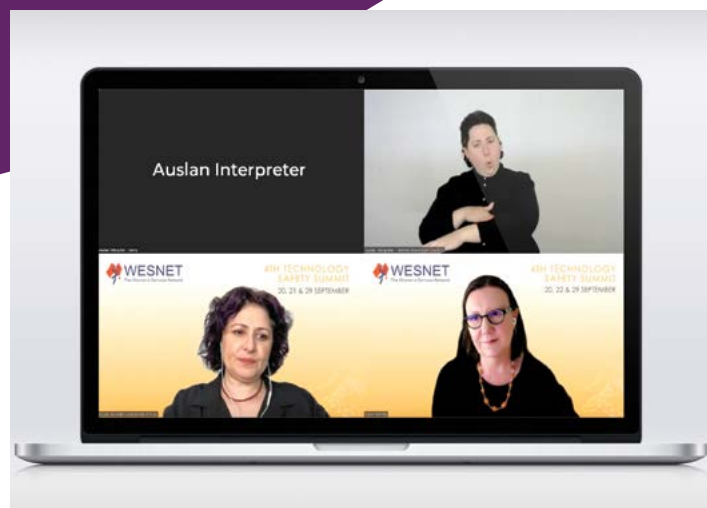 Auslan Interpreter
WESNET
The Women's Services Network
4TH TECHNOLOGY
SAFETY SUMMIT
20, 21 & 29 SEPTEMBER
WESNET
The Women's Services Network
4TH TECHNOLOGY
SAFETY SUMMIT
20, 22 & 29 SEPTEMBER